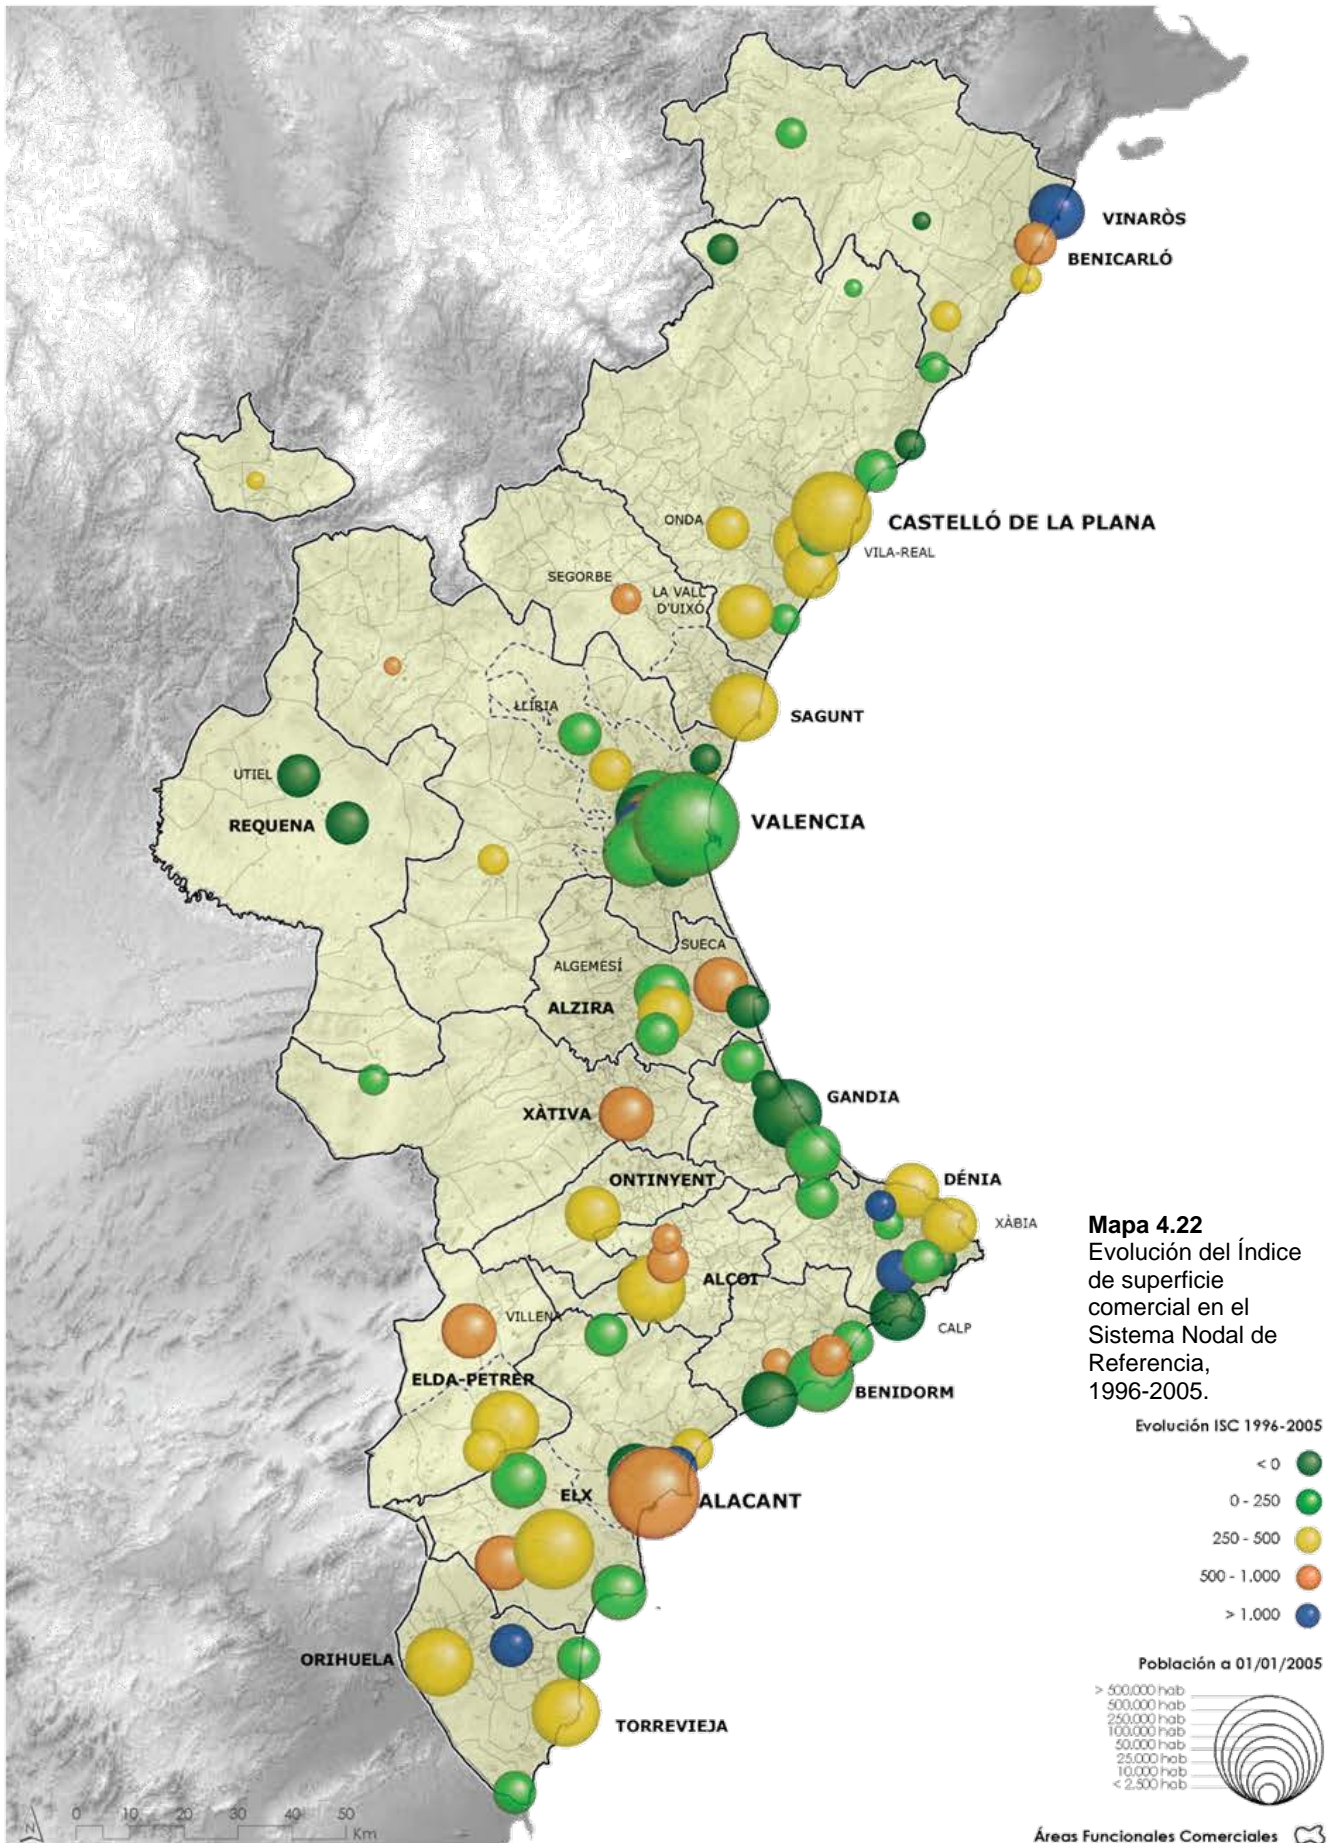 VINARÒS
BENICARLÓ
ONDA
CASTELLÓ DE LA PLANA
VILA-REAL
SEGORBE
LA VALL
D'UIXÓ
SAGUNT
LLÍRIA
UTIEL
REQUENA
VALENCIA
SUECA
ALGEMESÍ
ALZIRA
XÀTIVA
GANDIA
ONTINYENT
DÉNIA
XÀBIA
ALCOI
VILLENA
CALP
ELDA-PETRER
BENIDORM
ELX
ALACANT
ORIHUELA
TORREVIEJA
Mapa 4.22
Evolución del Índice
de superficie
comercial en el
Sistema Nodal de
Referencia,
1996-2005.
Evolución ISC 1996-2005
< 0
0 - 250
250 - 500
500 - 1.000
> 1.000
Población a 01/01/2005
> 500.000 hab
500.000 hab
250.000 hab
100.000 hab
50.000 hab
25.000 hab
10.000 hab
< 2.500 hab
Áreas Funcionales Comerciales
N
0 10 20 30 40 50
Km